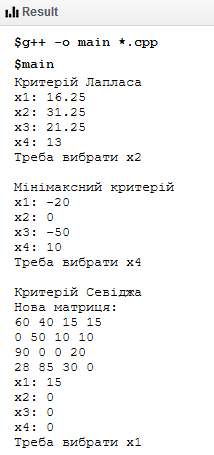 Result
$g++ -o main *.cpp
$main
Критерій Лапласа
x1: 16.25
x2: 31.25
x3: 21.25
x4: 13
Треба вибрати x2
Мінімаксний критерій
x1: -20
x2: 0
x3: -50
x4: 10
Треба вибрати x4
Критерій Севіджа
Нова матриця:
60 40 15 15
0 50 10 10
90 0 0 20
28 85 30 0
x1: 15
x2: 0
x3: 0
x4: 0
Треба вибрати x1